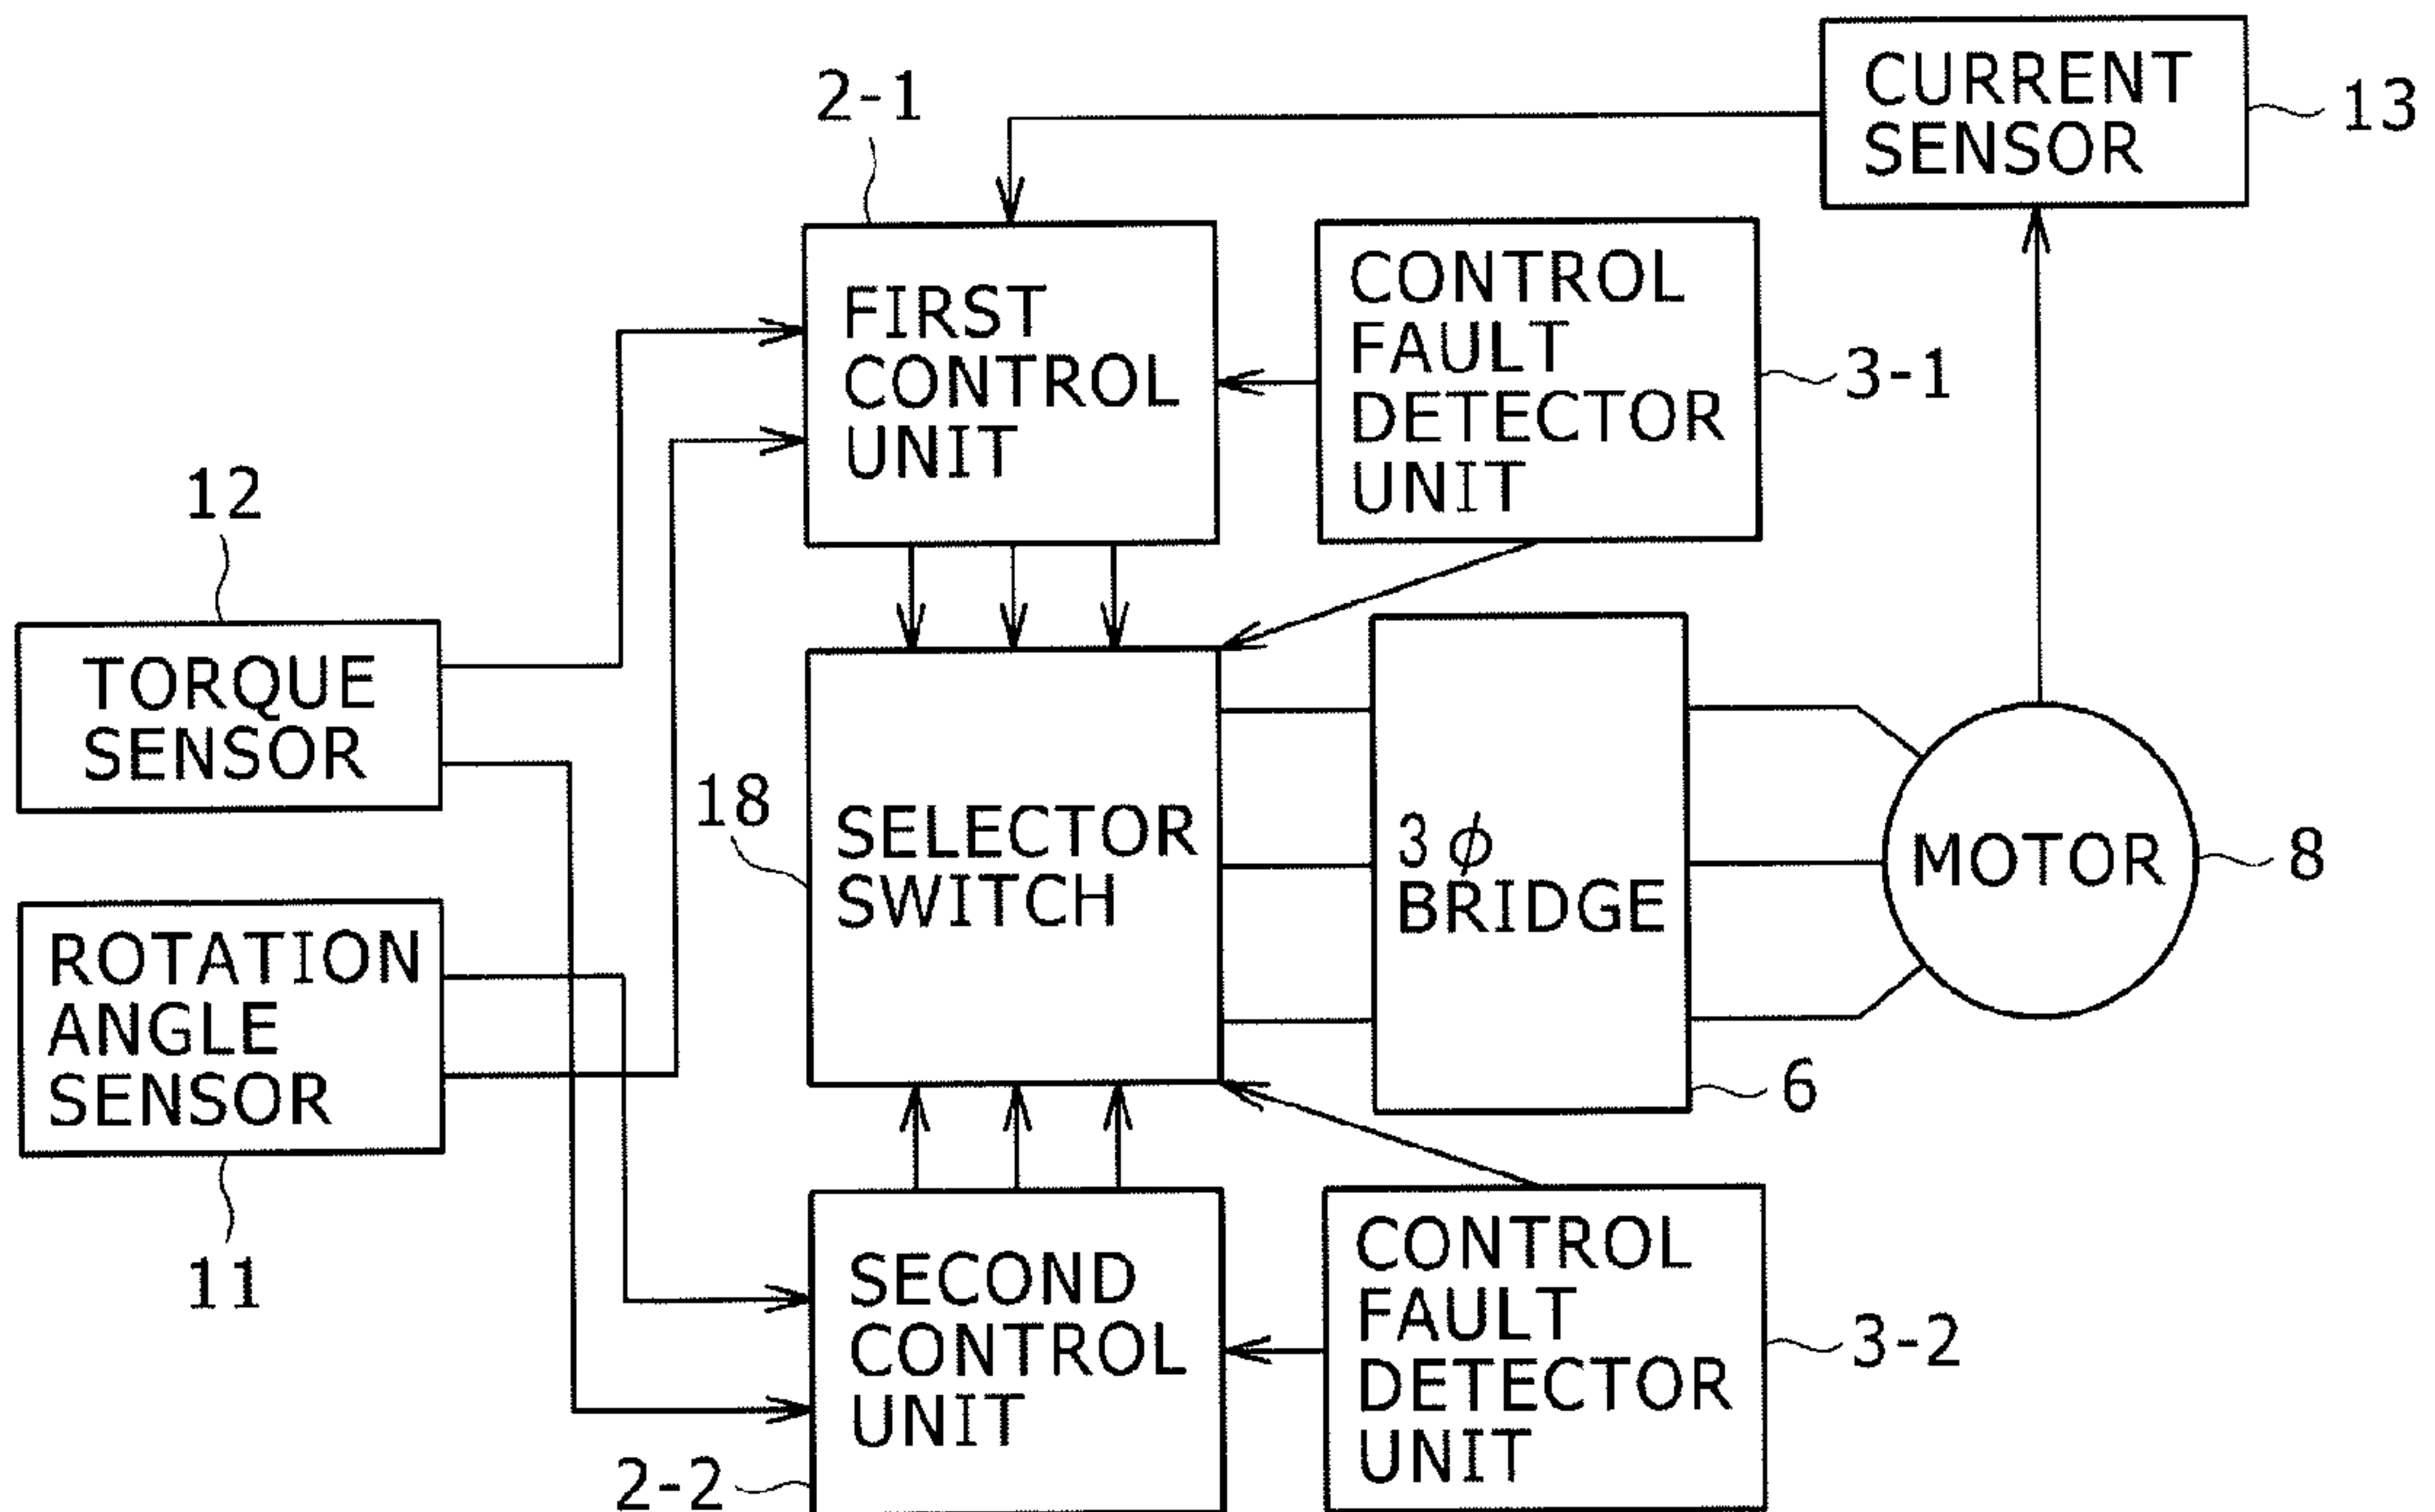 CURRENT
SENSOR
13
2-1
FIRST
CONTROL
UNIT
CONTROL
FAULT
DETECTOR
UNIT
3-1
12
TORQUE
SENSOR
18
SELECTOR
SWITCH
3 φ
BRIDGE
6
MOTOR
8
ROTATION
ANGLE
SENSOR
11
SECOND
CONTROL
UNIT
2-2
CONTROL
FAULT
DETECTOR
UNIT
3-2